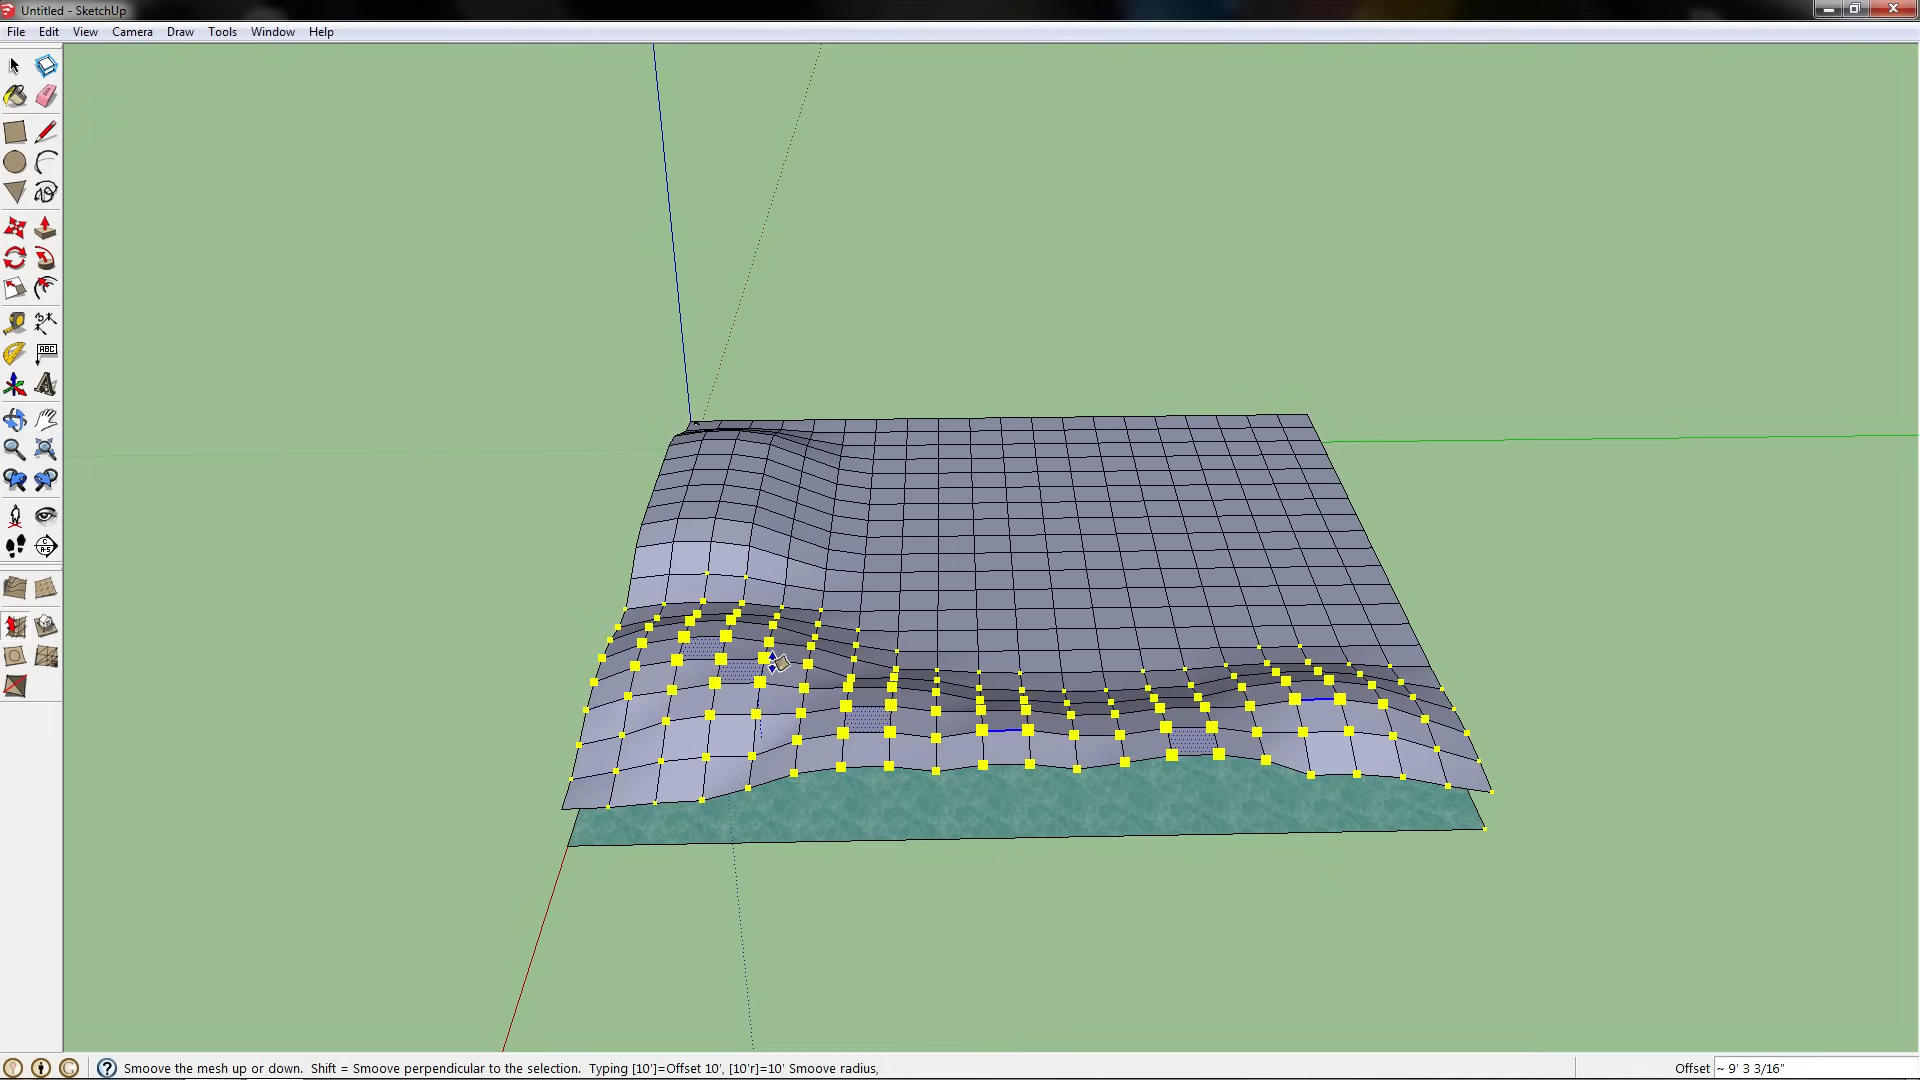 Untitled - SketchUp
File Edit View Camera Draw Tools Window Help
ABC
A
Smoove the mesh up or down. Shift = Smoove perpendicular to the selection. Typing [10']=Offset 10', [10'r]=10' Smoove radius,
Offset ~ 9' 3 3/16"